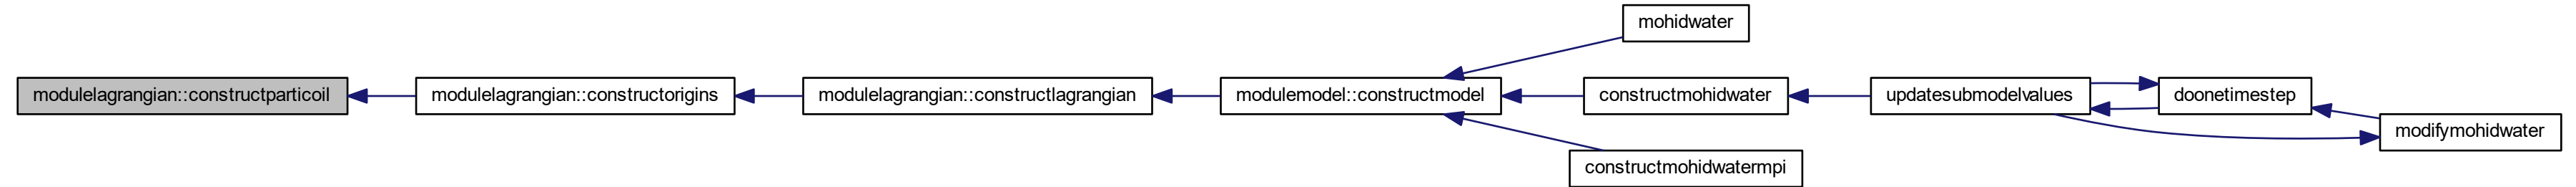 mohidwater
modulelagrangian::constructparticoil
modulelagrangian::constructorigins
modulelagrangian::constructlagrangian
modulemodel::constructmodel
constructmohidwater
updatesubmodelvalues
doonetimestep
modifymohidwater
constructmohidwatermpi